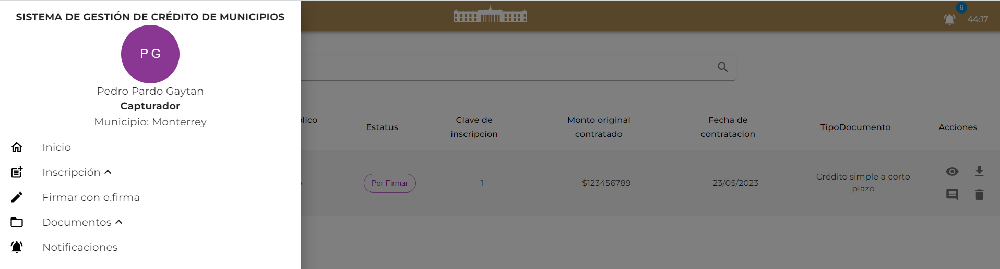 SISTEMA DE GESTIÓN DE CRÉDITO DE MUNICIPIOS
P G
Pedro Pardo Gaytan
Capturador
Municipio: Monterrey
Inicio
Inscripción
Firmar con e.firma
Documentos
Notificaciones
6
44:17
Estatus
Clave de
inscripcion
Monto original
contratado
Fecha de
contratacion
TipoDocumento
Acciones
Por Firmar
1
$123456789
23/05/2023
Crédito simple a corto
plazo